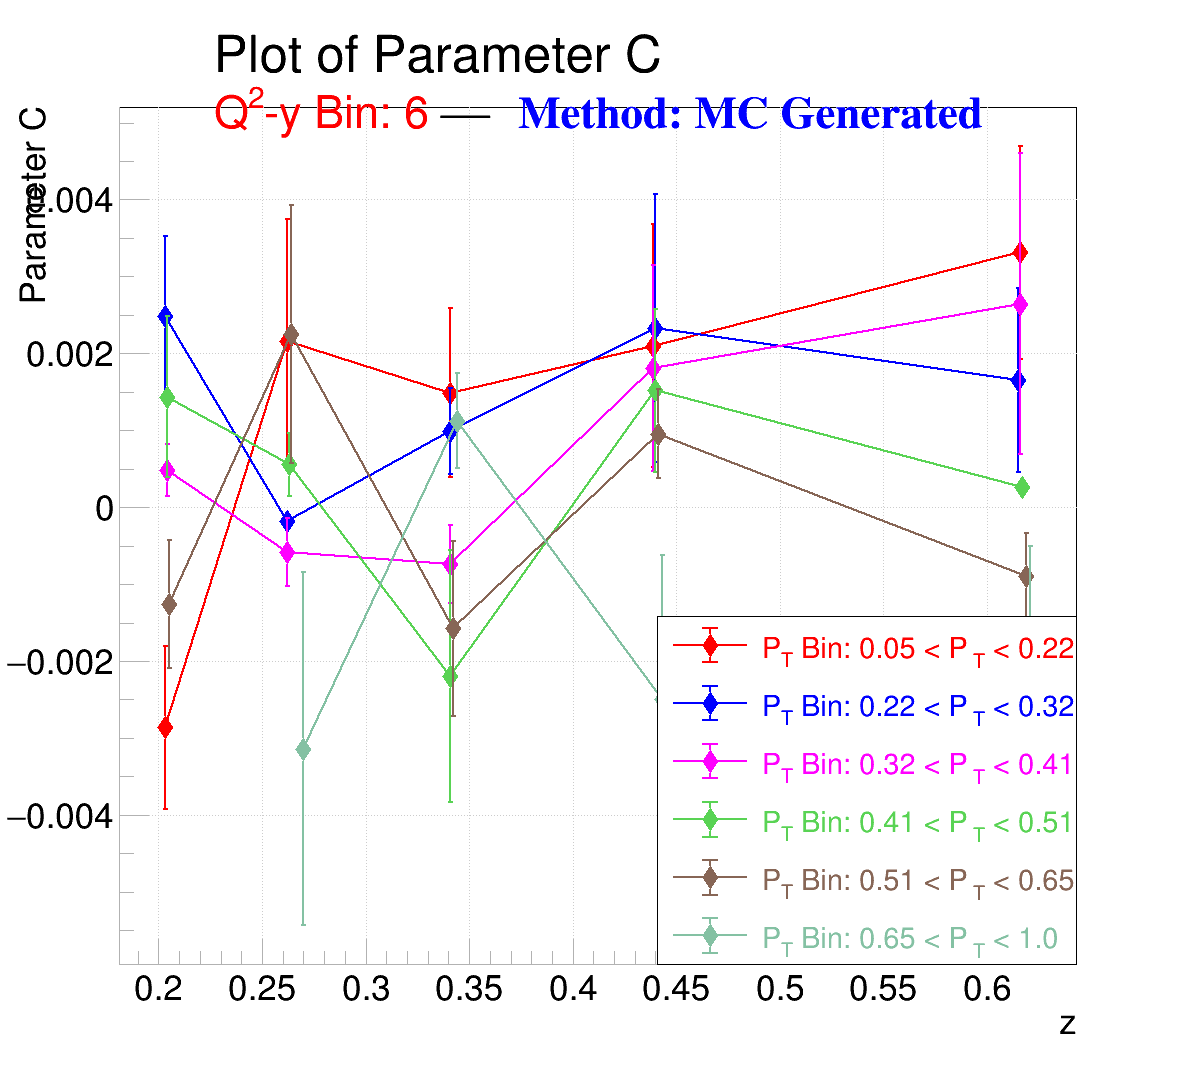 Plot of Parameter C
Q2-y Bin: 6 — Method: MC Generated
Parameter C
0.004
0.002
0
−0.002
−0.004
PT Bin: 0.05 < PT < 0.22
PT Bin: 0.22 < PT < 0.32
PT Bin: 0.32 < PT < 0.41
PT Bin: 0.41 < PT < 0.51
PT Bin: 0.51 < PT < 0.65
PT Bin: 0.65 < PT < 1.0
0.2 0.25 0.3 0.35 0.4 0.45 0.5 0.55 0.6
z